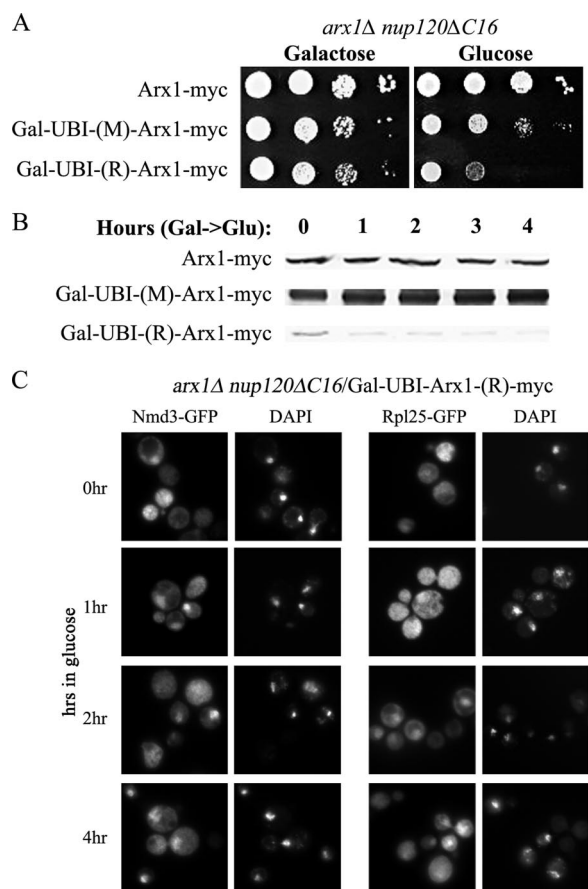 A
arx1Δ nup120ΔC16
Galactose Glucose
Arx1-myc
Gal-UBI-(M)-Arx1-myc
Gal-UBI-(R)-Arx1-myc
B
Hours (Gal->Glu): 0 1 2 3 4
Arx1-myc
Gal-UBI-(M)-Arx1-myc
Gal-UBI-(R)-Arx1-myc
C
arx1Δ nup120ΔC16/Gal-UBI-Arx1-(R)-myc
Nmd3-GFP DAPI Rpl25-GFP DAPI
0hr
1hr
hrs in glucose
2hr
4hr